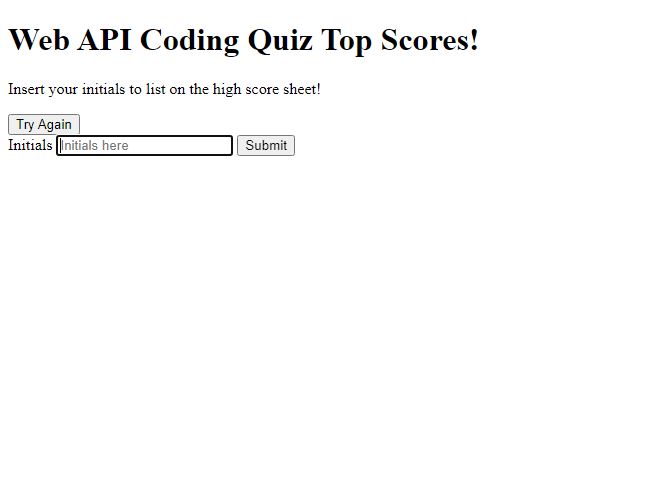 Web API Coding Quiz Top Scores!
Insert your initials to list on the high score sheet!
Try Again
Initials Initials here Submit